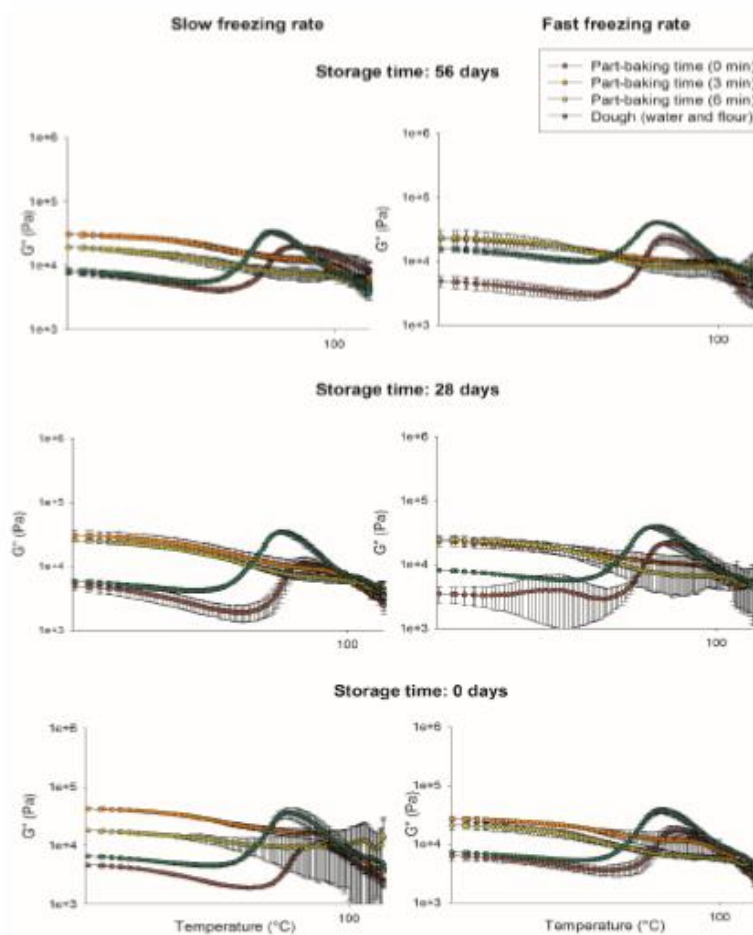 Slow freezing rate
Fast freezing rate
Storage time: 56 days
Part-baking time (0 min)
Part-baking time (3 min)
Part-baking time (6 min)
Dough (water and flour)
1e+6
1e+5
1e+4
1e+3
G" (Pa)
100
1e+6
1e+5
1e+4
1e+3
G" (Pa)
100
Storage time: 28 days
1e+6
1e+5
1e+4
1e+3
G" (Pa)
100
1e+6
1e+5
1e+4
1e+3
G" (Pa)
100
Storage time: 0 days
1e+6
1e+5
1e+4
1e+3
G" (Pa)
100
Temperature (°C)
1e+6
1e+5
1e+4
1e+3
G" (Pa)
100
Temperature (°C)